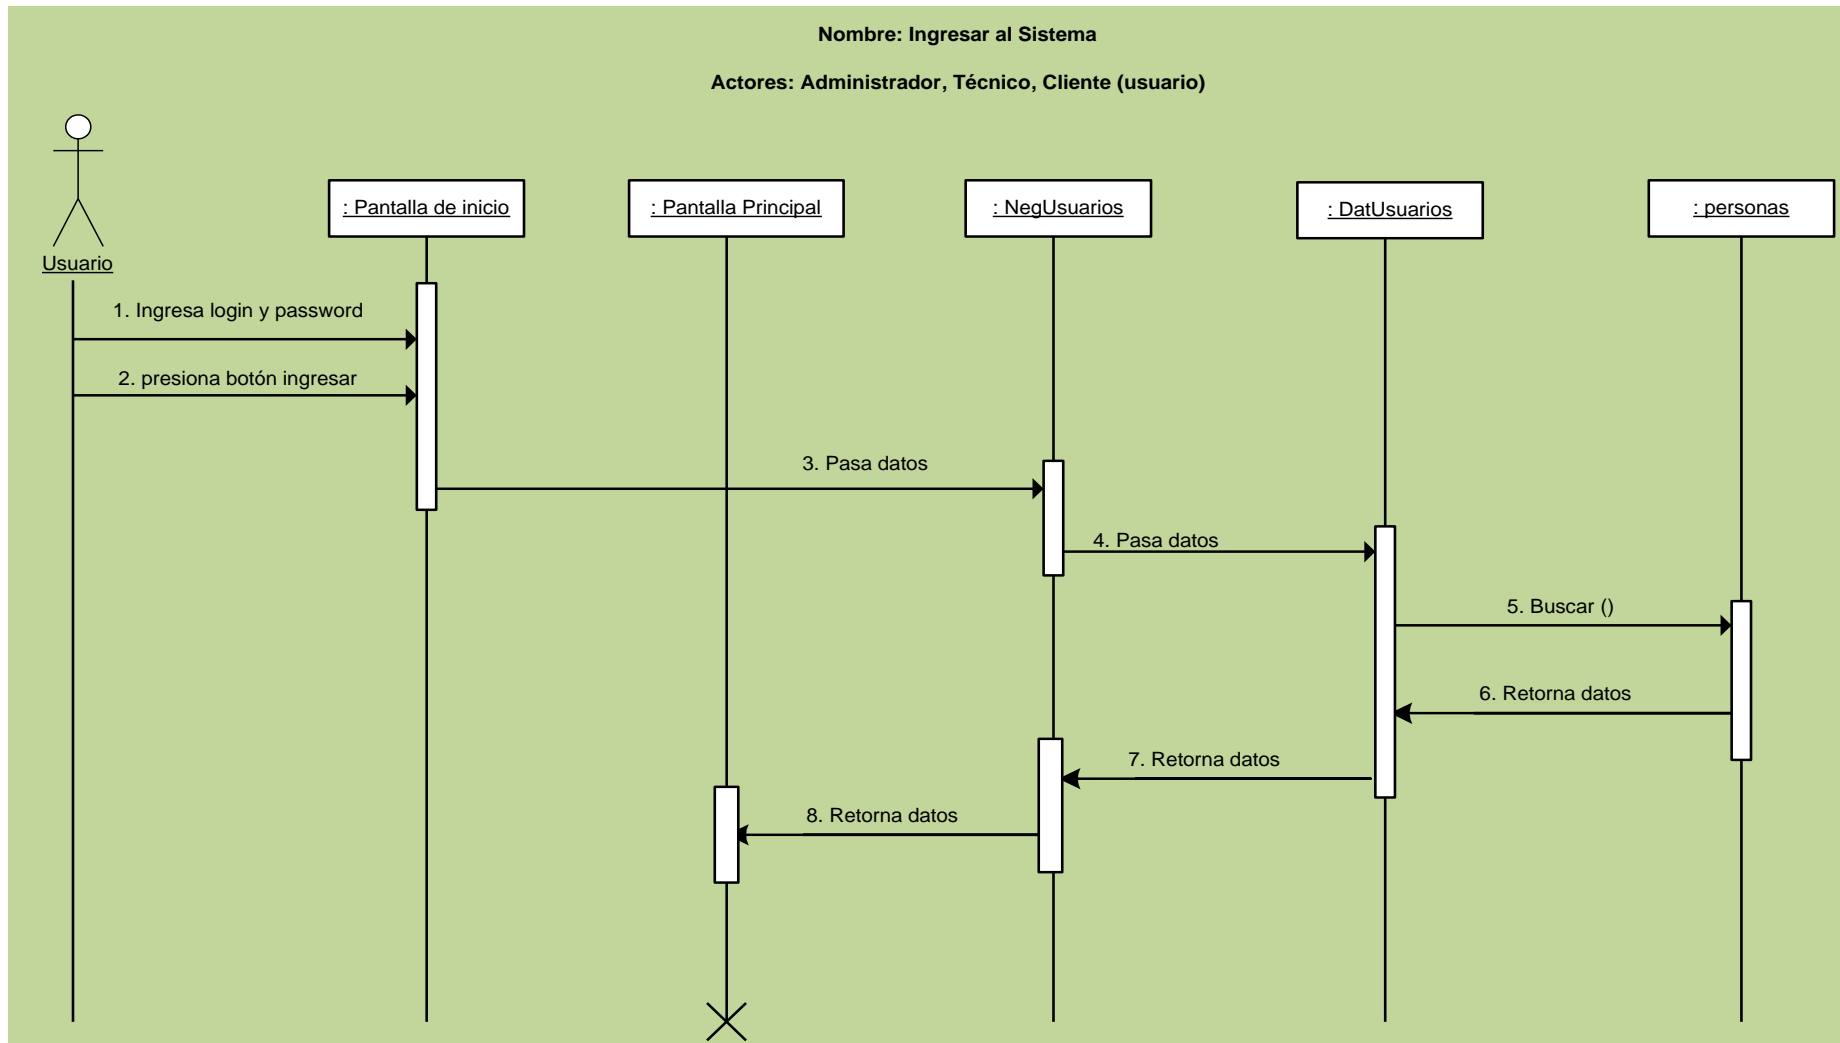 Nombre: Ingresar al Sistema
Actores: Administrador, Técnico, Cliente (usuario)
: Pantalla de inicio
: Pantalla Principal
: NegUsuarios
: DatUsuarios
: personas
Usuario
1. Ingresa login y password
2. presiona botón ingresar
3. Pasa datos
4. Pasa datos
5. Buscar ()
6. Retorna datos
7. Retorna datos
8. Retorna datos